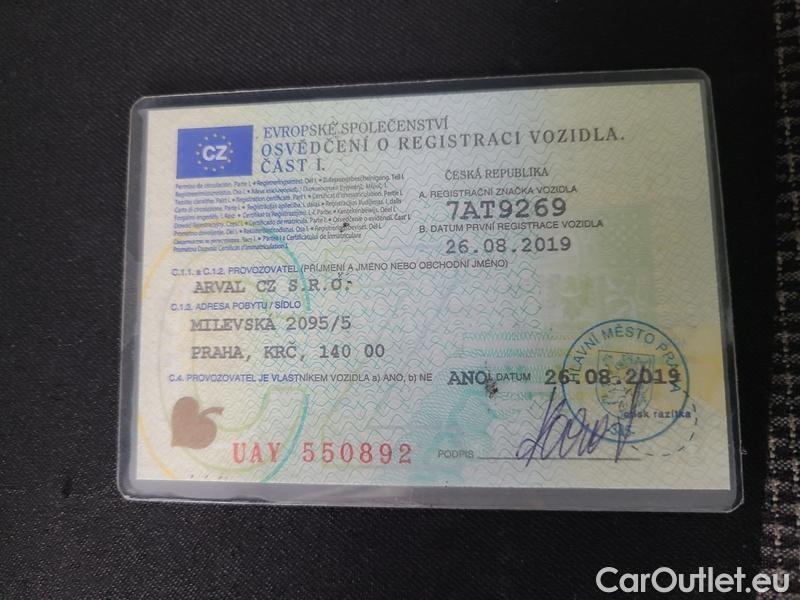 CZ
EVROPSKÉ SPOLEČENSTVÍ
OSVĚDČENÍ O REGISTRACI VOZIDLA.
ČÁST I.
ČESKÁ REPUBLIKA
A. REGISTRAČNÍ ZNAČKA VOZIDLA
7AT9269
B. DATUM PRVNÍ REGISTRACE VOZIDLA
26.08.2019
C.1.1. a C.1.2. PROVOZOVATEL (PŘÍJMENÍ A JMÉNO NEBO OBCHODNÍ JMÉNO)
ARVAL CZ S.R.O.
C.1.3. ADRESA POBYTU / SÍDLO
MILEVSKÁ 2095/5
PRAHA, KRČ, 140 00
C.4. PROVOZOVATEL JE VLASTNÍKEM VOZIDLA a) ANO, b) NE
ANO
DATUM
26.08.2019
HLAVNÍ MĚSTO PRAHA
otisk razítka
UAY 550892
PODPIS
CarOutlet.eu